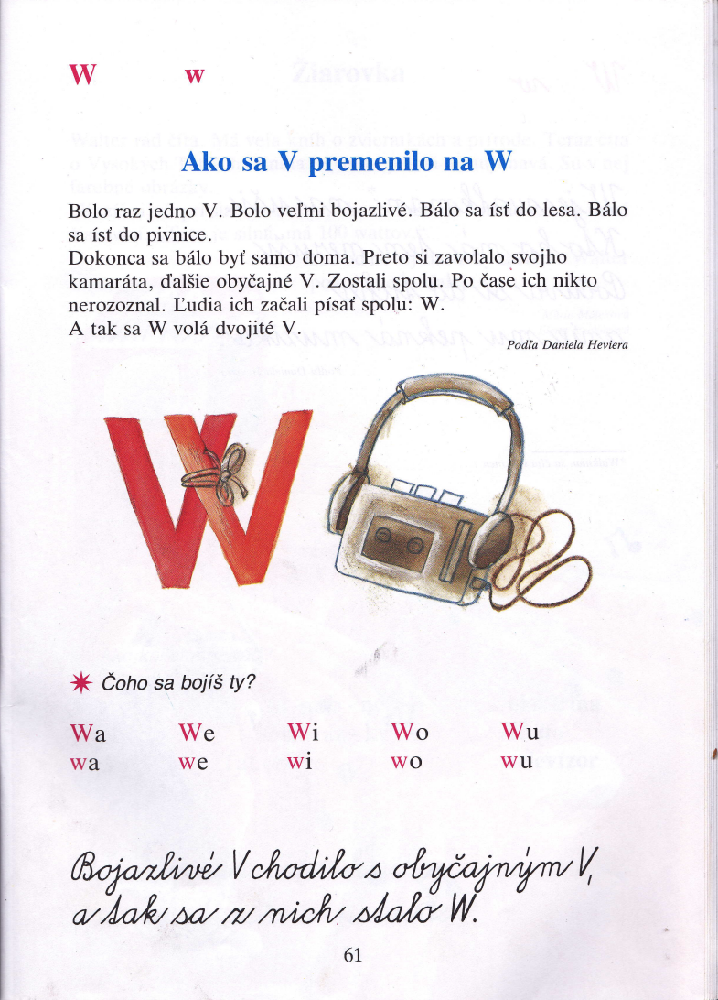 W w
Ako sa V premenilo na W
Bolo raz jedno V. Bolo veľmi bojazlivé. Bálo sa ísť do lesa. Bálo
sa ísť do pivnice.
Dokonca sa bálo byť samo doma. Preto si zavolalo svojho
kamaráta, ďalšie obyčajné V. Zostali spolu. Po čase ich nikto
nerozoznal. Ľudia ich začali písať spolu: W.
A tak sa W volá dvojité V.
Podľa Daniela Heviera
W
Čoho sa bojíš ty?
Wa We Wi Wo Wu
wa we wi wo wu
Bojazlivé V chodilo s obyčajným V,
a tak sa z nich stalo W.
61